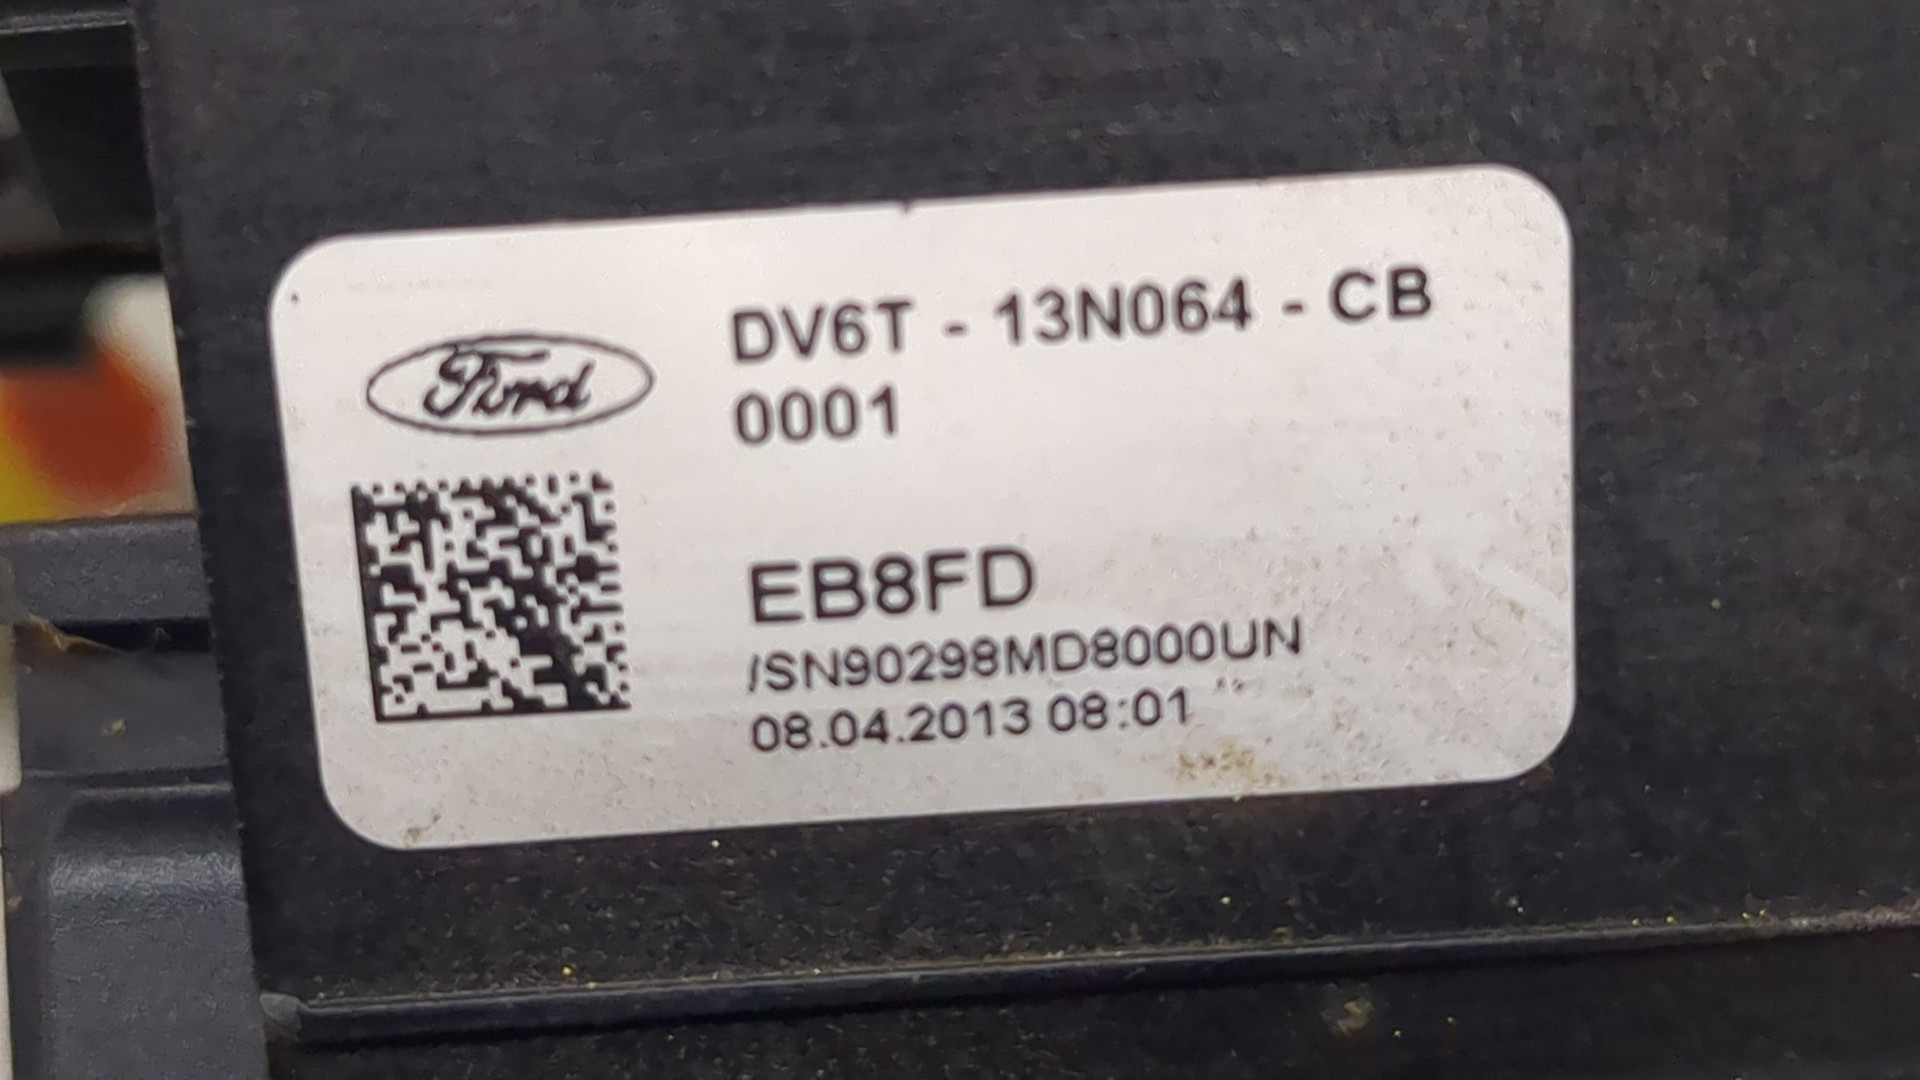 Ford
DV6T - 13N064 - CB
0001
EB8FD
/SN90298MD8000UN
08.04.2013 08:01